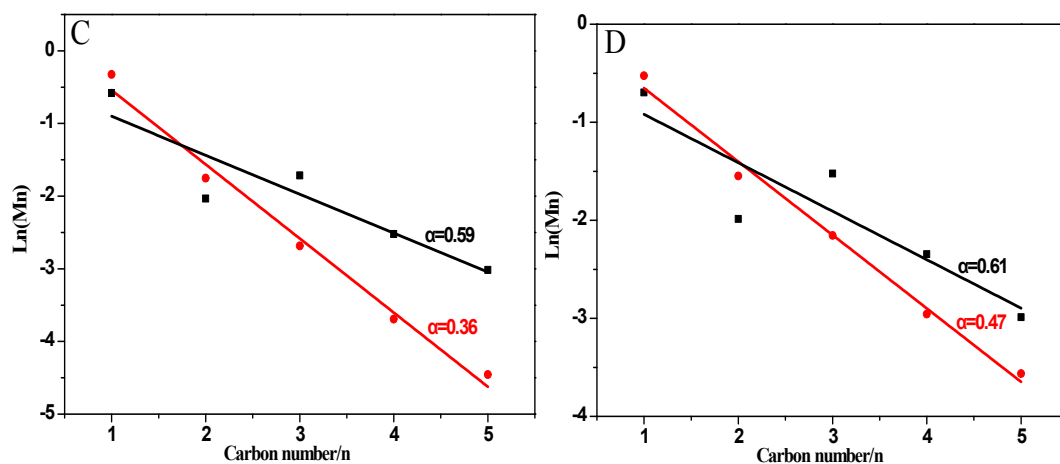 C
0
-1
-2
-3
-4
-5
Ln(Mn)
α=0.59
α=0.36
1
2
3
4
5
Carbon number/n
D
0
-1
-2
-3
-4
Ln(Mn)
α=0.61
α=0.47
1
2
3
4
5
Carbon number/n